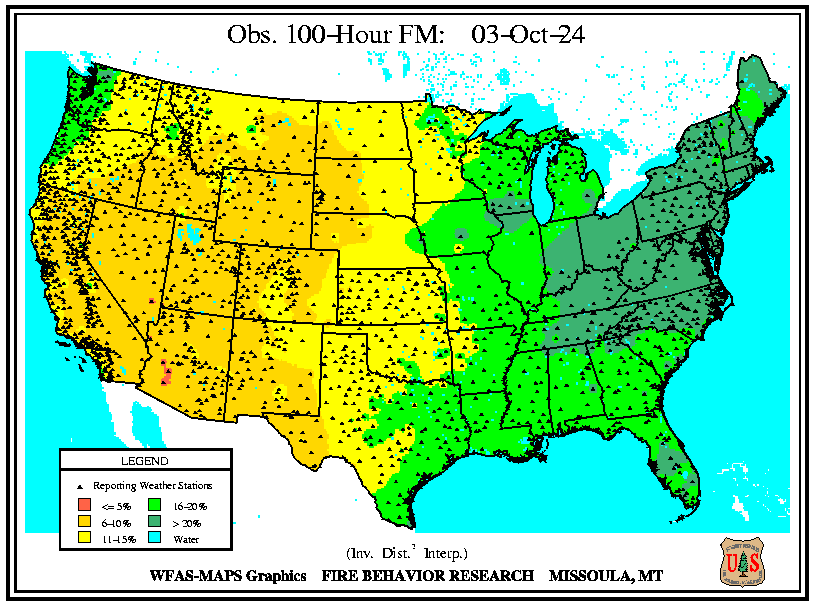 Obs. 100-Hour FM: 03-Oct-24
LEGEND
Reporting Weather Stations
<= 5% 16-20%
6-10% > 20%
11-15% Water
(Inv. Dist.² Interp.)
WFAS-MAPS Graphics FIRE BEHAVIOR RESEARCH MISSOULA, MT
U S